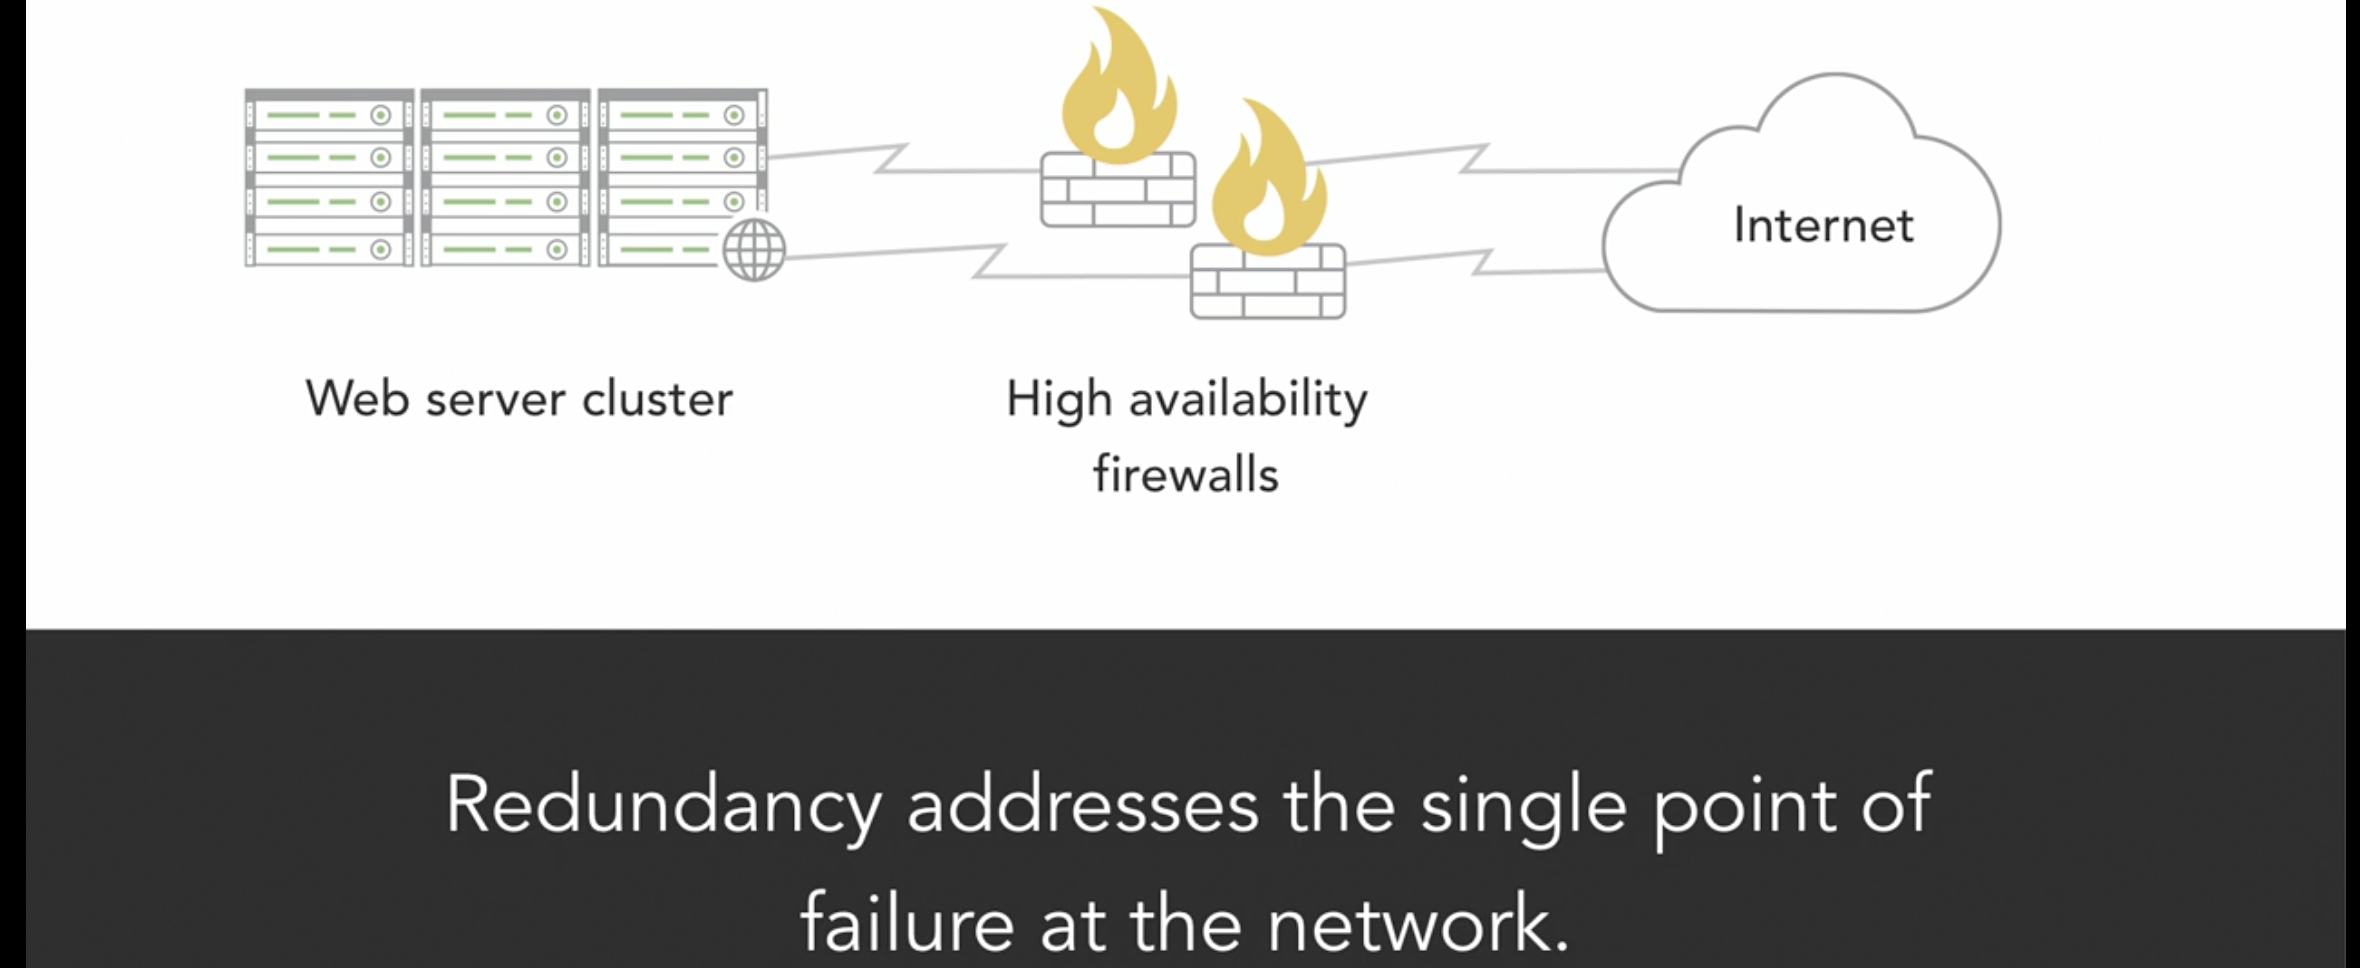 Internet
Web server cluster
High availability
firewalls
Redundancy addresses the single point of
failure at the network.